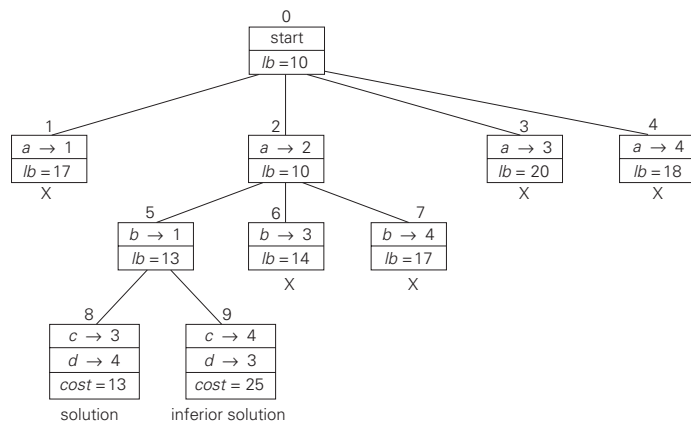 0
start
lb = 10
1
2
3
4
a → 1
a → 2
a → 3
a → 4
lb = 17
lb = 10
lb = 20
lb = 18
X
X
X
5
6
7
b → 1
b → 3
b → 4
lb = 13
lb = 14
lb = 17
X
X
8
9
c → 3
c → 4
d → 4
d → 3
cost = 13
cost = 25
solution
inferior solution